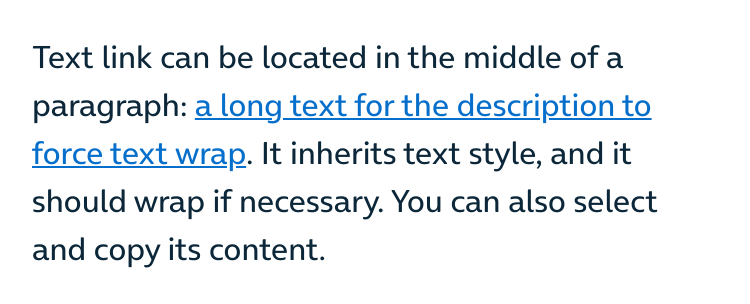 Text link can be located in the middle of a
paragraph: a long text for the description to
force text wrap. It inherits text style, and it
should wrap if necessary. You can also select
and copy its content.